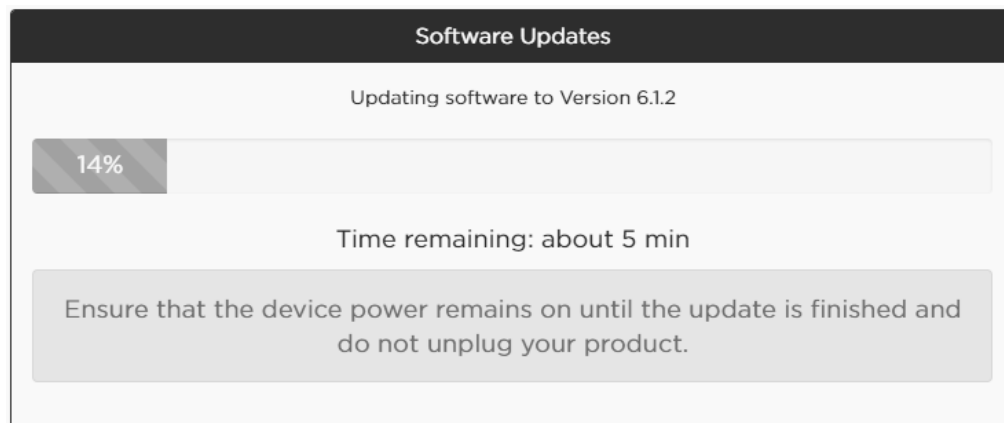 Software Updates
Updating software to Version 6.1.2
14%
Time remaining: about 5 min
Ensure that the device power remains on until the update is finished and
do not unplug your product.